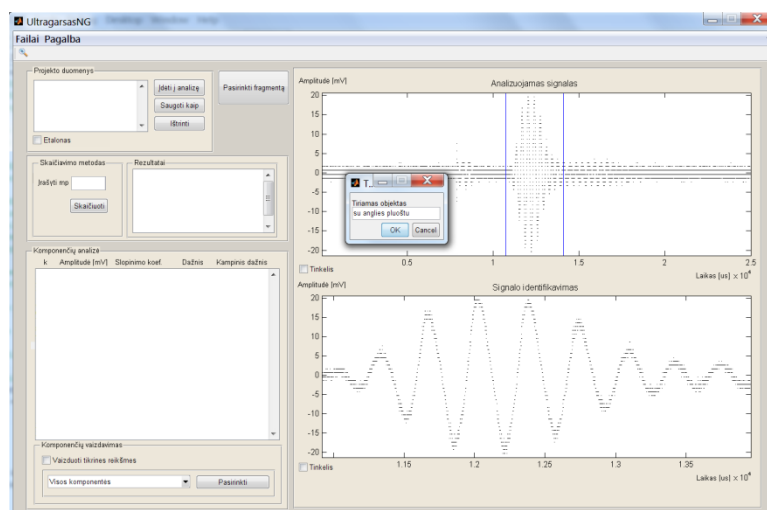 UltragarsasNG
Failai Pagalba
Projekto duomenys
Įdėti į analizę
Saugoti kaip
Ištrinti
Etalonas
Pasirinkti fragmentą
Skaičiavimo metodas
Įrašyti imp
Skaičiuoti
Rezultatai
Komponenčių analizė
k Amplitudė [mV] Slopinimo koef. Dažnis Kampinis dažnis
Komponenčių vaizdavimas
Vaizduoti tikrines reikšmes
Visos komponentės
Pasirinkti
Amplitudė [mV]
Analizuojamas signalas
20
15
10
5
0
-5
-10
-15
-20
0.5
1
1.5
2
2.5
Tinkelis
Laikas [us] × 10⁴
T...
Tiriamas objektas
su anglies pluoštu
OK
Cancel
Amplitudė [mV]
Signalo identifikavimas
20
15
10
5
0
-5
-10
-15
-20
1.15
1.2
1.25
1.3
1.35
Tinkelis
Laikas [us] × 10⁴